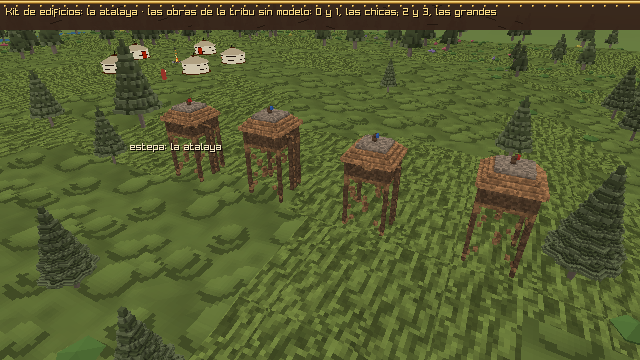 Kit de edificios: la atalaya · las obras de la tribu sin modelo: 0 y 1, las chicas, 2 y 3, las grandes
estepa: la atalaya